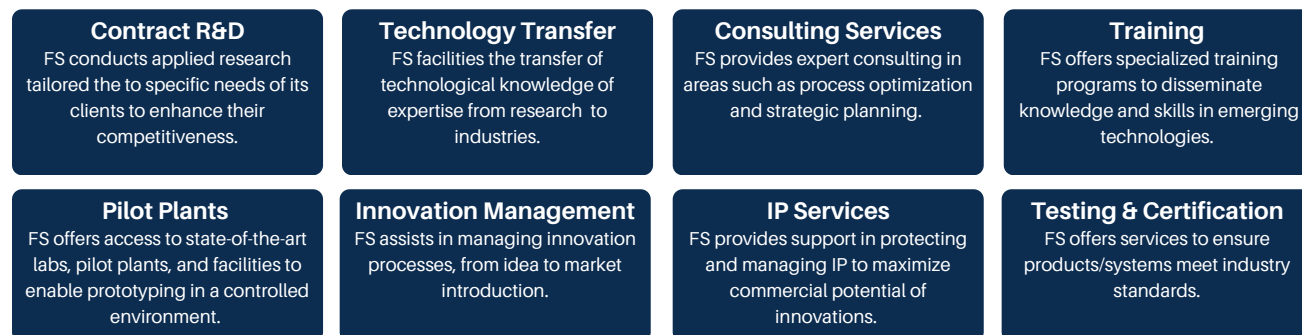 Contract R&D
FS conducts applied research
tailored the to specific needs of its
clients to enhance their
competitiveness.
Technology Transfer
FS facilities the transfer of
technological knowledge of
expertise from research to
industries.
Consulting Services
FS provides expert consulting in
areas such as process optimization
and strategic planning.
Training
FS offers specialized training
programs to disseminate
knowledge and skills in emerging
technologies.
Pilot Plants
FS offers access to state-of-the-art
labs, pilot plants, and facilities to
enable prototyping in a controlled
environment.
Innovation Management
FS assists in managing innovation
processes, from idea to market
introduction.
IP Services
FS provides support in protecting
and managing IP to maximize
commercial potential of
innovations.
Testing & Certification
FS offers services to ensure
products/systems meet industry
standards.